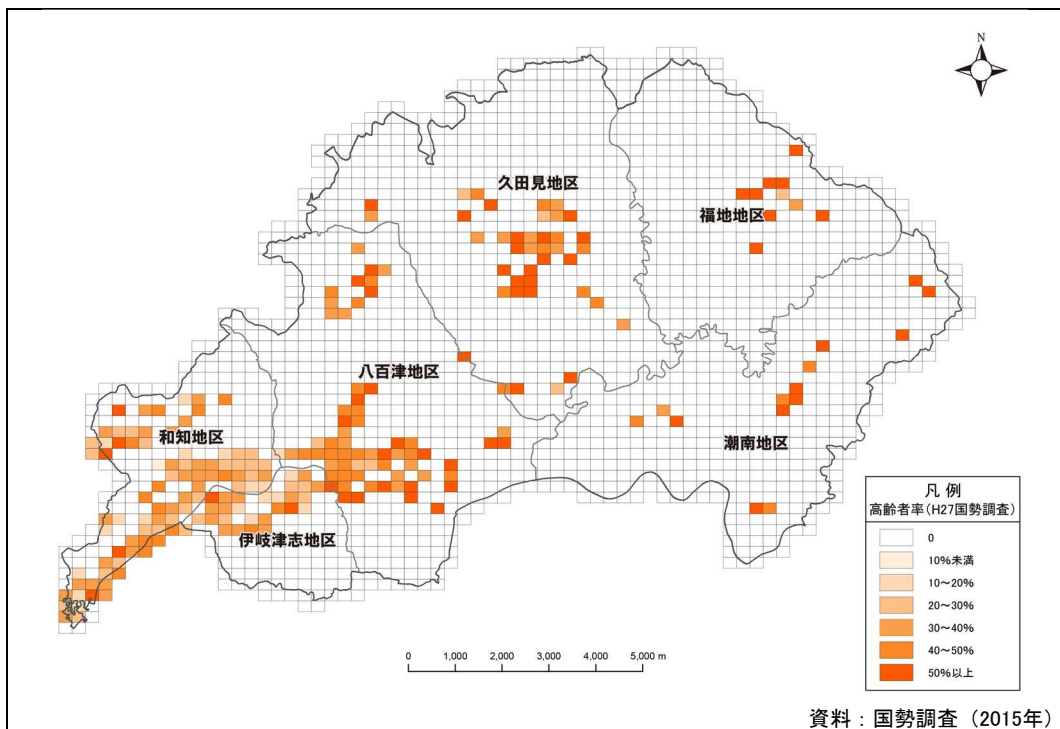 N
久田見地区
福地地区
八百津地区
和知地区
潮南地区
伊岐津志地区
凡 例
高齢者率(H27国勢調査)
0
10%未満
10～20%
20～30%
30～40%
40～50%
50%以上
0 1,000 2,000 3,000 4,000 5,000 m
資料：国勢調査（2015年）